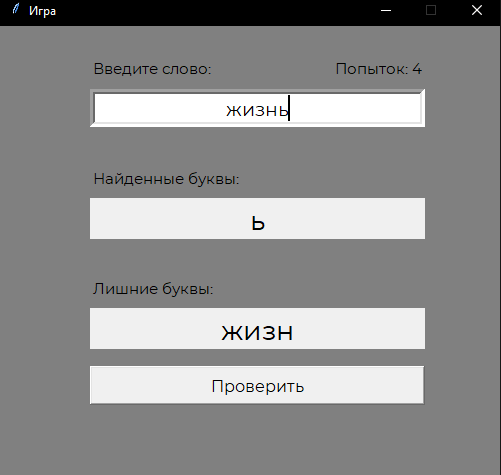 Игра
Введите слово: Попыток: 4
жизнь
Найденные буквы:
ь
Лишние буквы:
жизн
Проверить